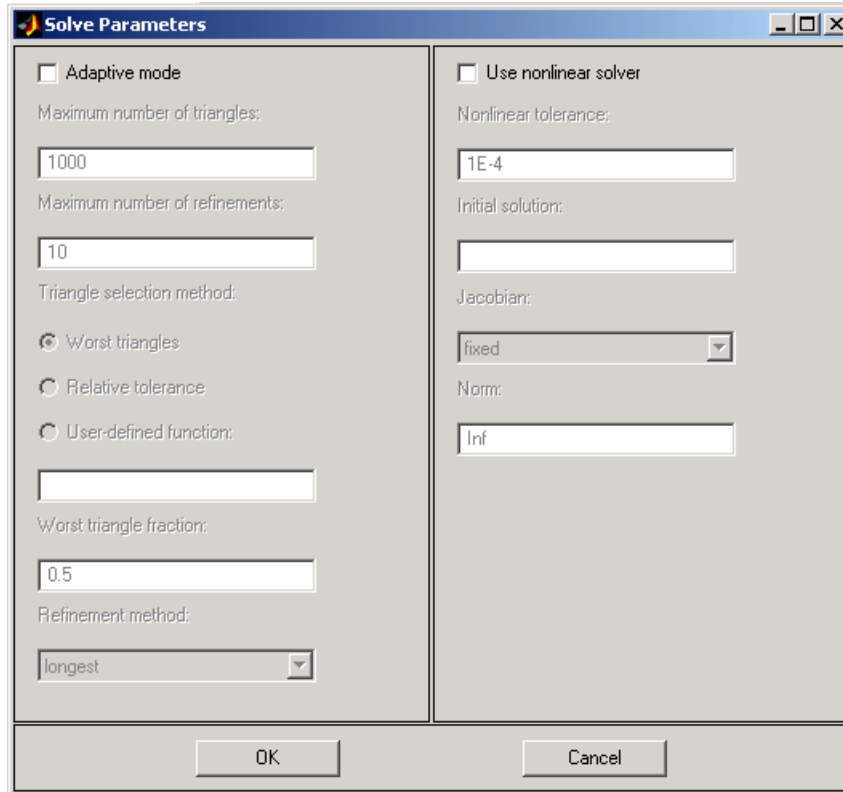 Solve Parameters
Adaptive mode
Maximum number of triangles:
1000
Maximum number of refinements:
10
Triangle selection method:
Worst triangles
Relative tolerance
User-defined function:
Worst triangle fraction:
0.5
Refinement method:
longest
Use nonlinear solver
Nonlinear tolerance:
1E-4
Initial solution:
Jacobian:
fixed
Norm:
Inf
OK
Cancel